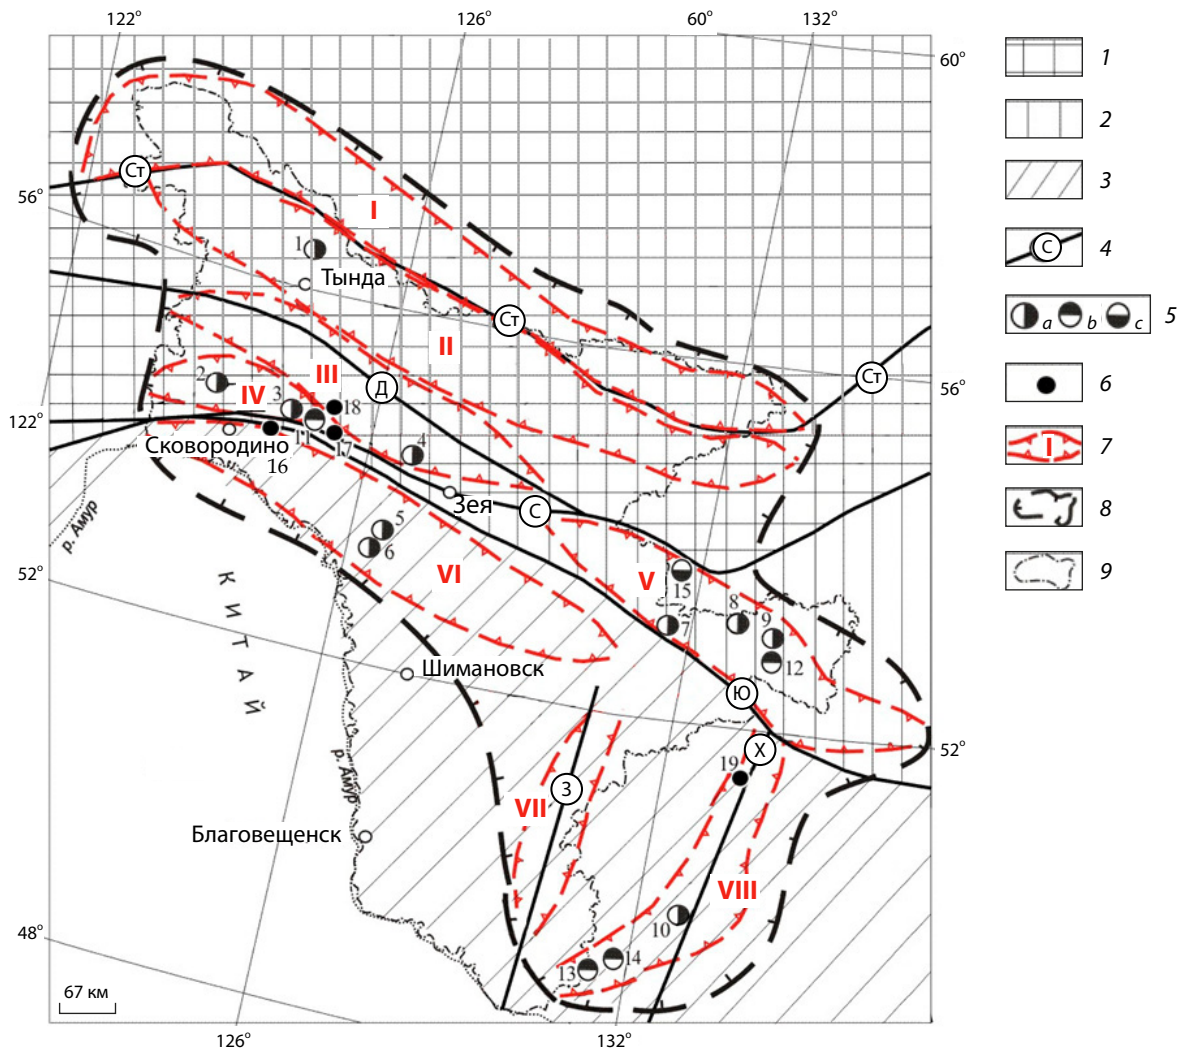 122°
126°
60°
132°
60°
Ст
56°
I
1
Тында
Ст
II
Ст
56°
III
Д
2
IV
3
18
122°
11
17
4
Сковородино
16
Зея
С
р. Амур
5
6
52°
VI
V
15
8
9
7
12
КИТАЙ
Шимановск
Ю
Х
52°
19
р. Амур
З
VII
Благовещенск
VIII
10
48°
14
13
67 км
126°
132°
1
2
3
С 4
a b c 5
6
I 7
8
9